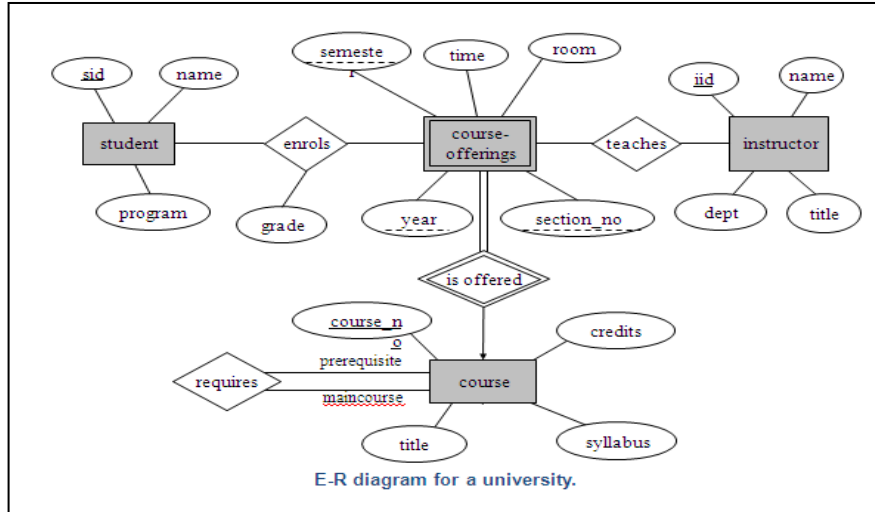 semeste
r
time
room
sid
name
iid
name
student
enrols
course-
offerings
teaches
instructor
program
grade
year
section_no
dept
title
is offered
course_n
o
credits
prerequisite
requires
course
maincourse
title
syllabus
E-R diagram for a university.